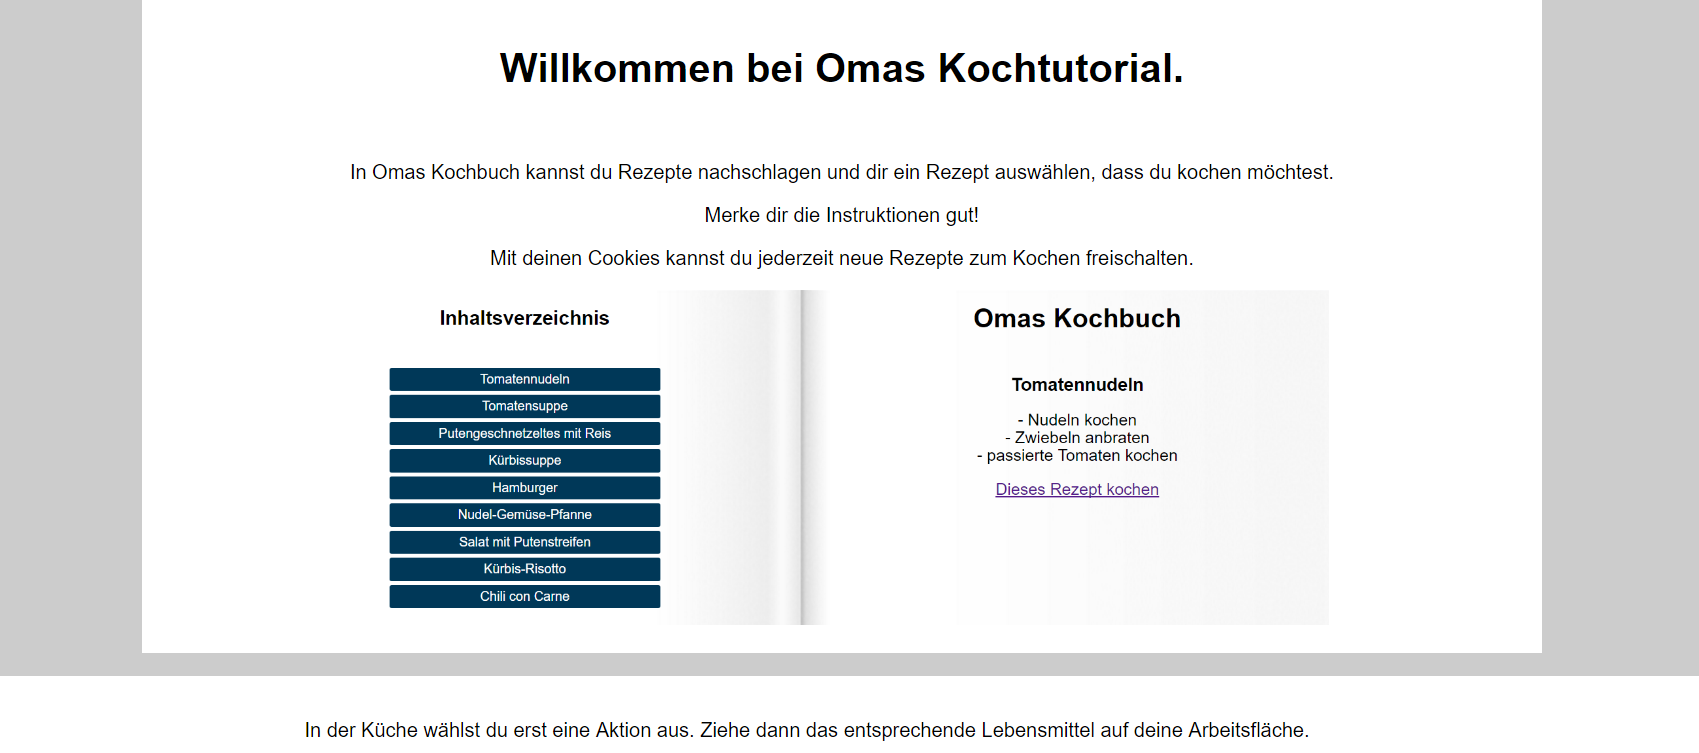 Willkommen bei Omas Kochtutorial.
In Omas Kochbuch kannst du Rezepte nachschlagen und dir ein Rezept auswählen, dass du kochen möchtest.
Merke dir die Instruktionen gut!
Mit deinen Cookies kannst du jederzeit neue Rezepte zum Kochen freischalten.
Inhaltsverzeichnis
Tomatennudeln
Tomatensuppe
Putengeschnetzeltes mit Reis
Kürbissuppe
Hamburger
Nudel-Gemüse-Pfanne
Salat mit Putenstreifen
Kürbis-Risotto
Chili con Carne
Omas Kochbuch
Tomatennudeln
- Nudeln kochen
- Zwiebeln anbraten
- passierte Tomaten kochen
Dieses Rezept kochen
In der Küche wählst du erst eine Aktion aus. Ziehe dann das entsprechende Lebensmittel auf deine Arbeitsfläche.